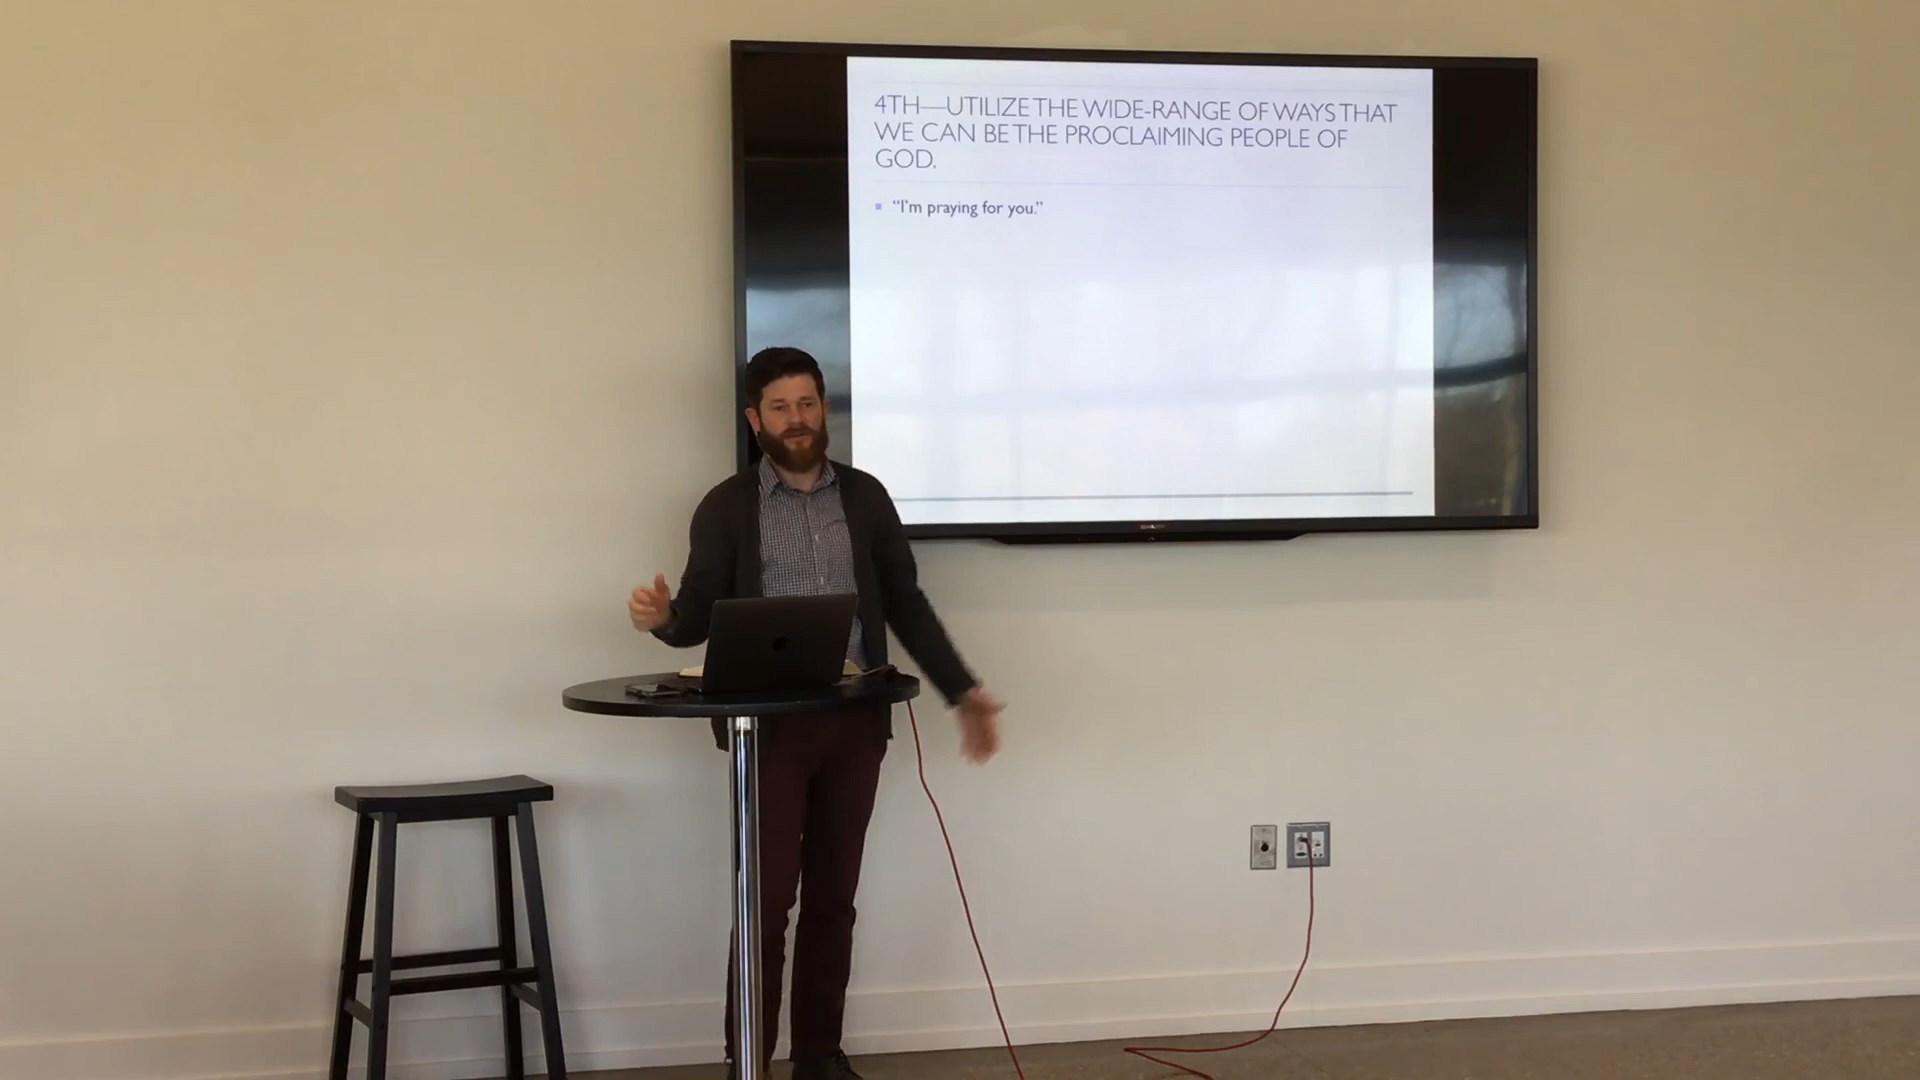 4TH—UTILIZE THE WIDE-RANGE OF WAYS THAT
WE CAN BE THE PROCLAIMING PEOPLE OF
GOD.
"I'm praying for you."